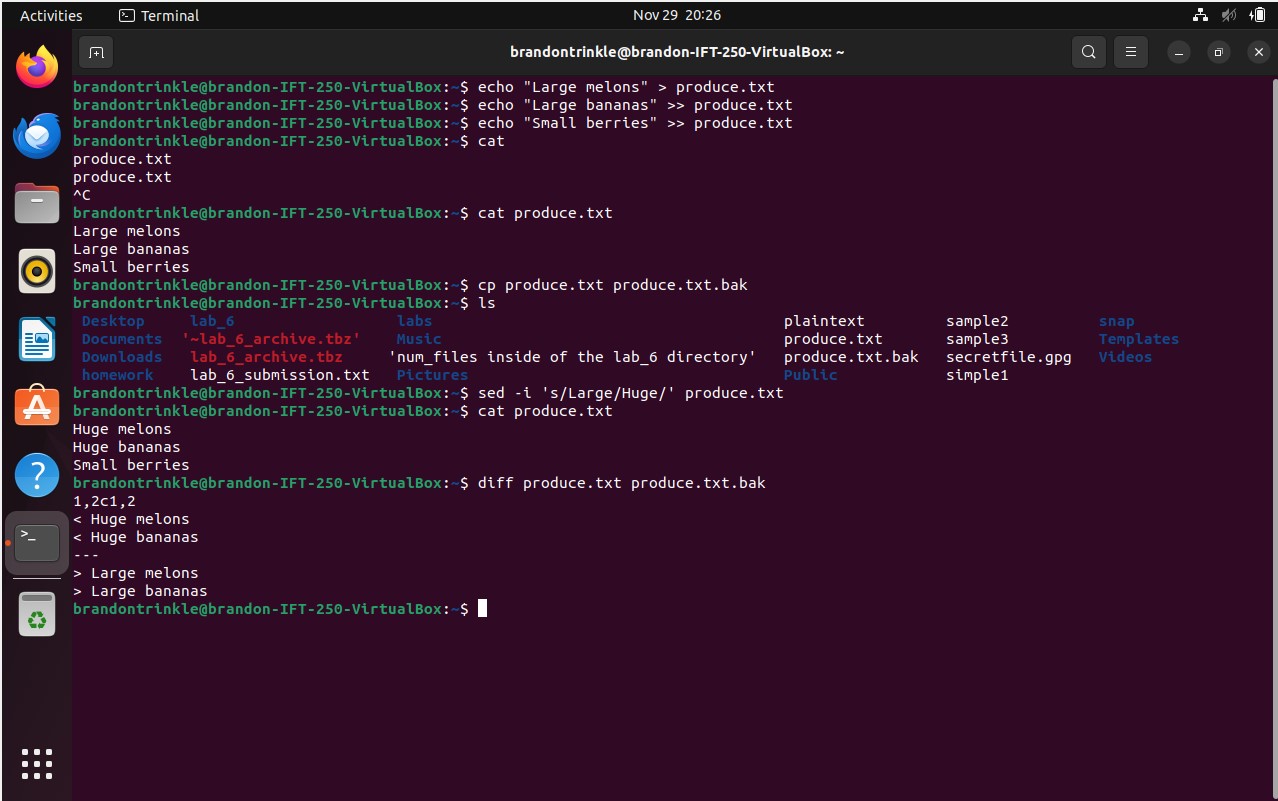 Activities Terminal Nov 29 20:26
brandontrinkle@brandon-IFT-250-VirtualBox: ~
brandontrinkle@brandon-IFT-250-VirtualBox:~$ echo "Large melons" > produce.txt
brandontrinkle@brandon-IFT-250-VirtualBox:~$ echo "Large bananas" >> produce.txt
brandontrinkle@brandon-IFT-250-VirtualBox:~$ echo "Small berries" >> produce.txt
brandontrinkle@brandon-IFT-250-VirtualBox:~$ cat
produce.txt
produce.txt
^C
brandontrinkle@brandon-IFT-250-VirtualBox:~$ cat produce.txt
Large melons
Large bananas
Small berries
brandontrinkle@brandon-IFT-250-VirtualBox:~$ cp produce.txt produce.txt.bak
brandontrinkle@brandon-IFT-250-VirtualBox:~$ ls
Desktop lab_6 labs plaintext sample2 snap
Documents '~lab_6_archive.tbz' Music produce.txt sample3 Templates
Downloads lab_6_archive.tbz 'num_files inside of the lab_6 directory' produce.txt.bak secretfile.gpg Videos
homework lab_6_submission.txt Pictures Public simple1
brandontrinkle@brandon-IFT-250-VirtualBox:~$ sed -i 's/Large/Huge/' produce.txt
brandontrinkle@brandon-IFT-250-VirtualBox:~$ cat produce.txt
Huge melons
Huge bananas
Small berries
brandontrinkle@brandon-IFT-250-VirtualBox:~$ diff produce.txt produce.txt.bak
1,2c1,2
< Huge melons
< Huge bananas
---
> Large melons
> Large bananas
brandontrinkle@brandon-IFT-250-VirtualBox:~$